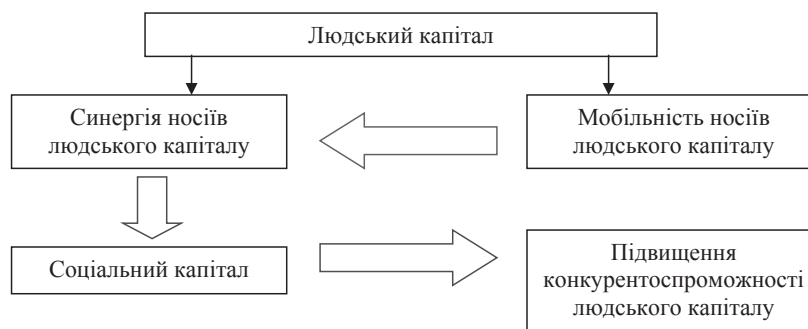 Людський капітал
Синергія носіїв
людського капіталу
Мобільність носіїв
людського капіталу
Соціальний капітал
Підвищення
конкурентоспроможності
людського капіталу